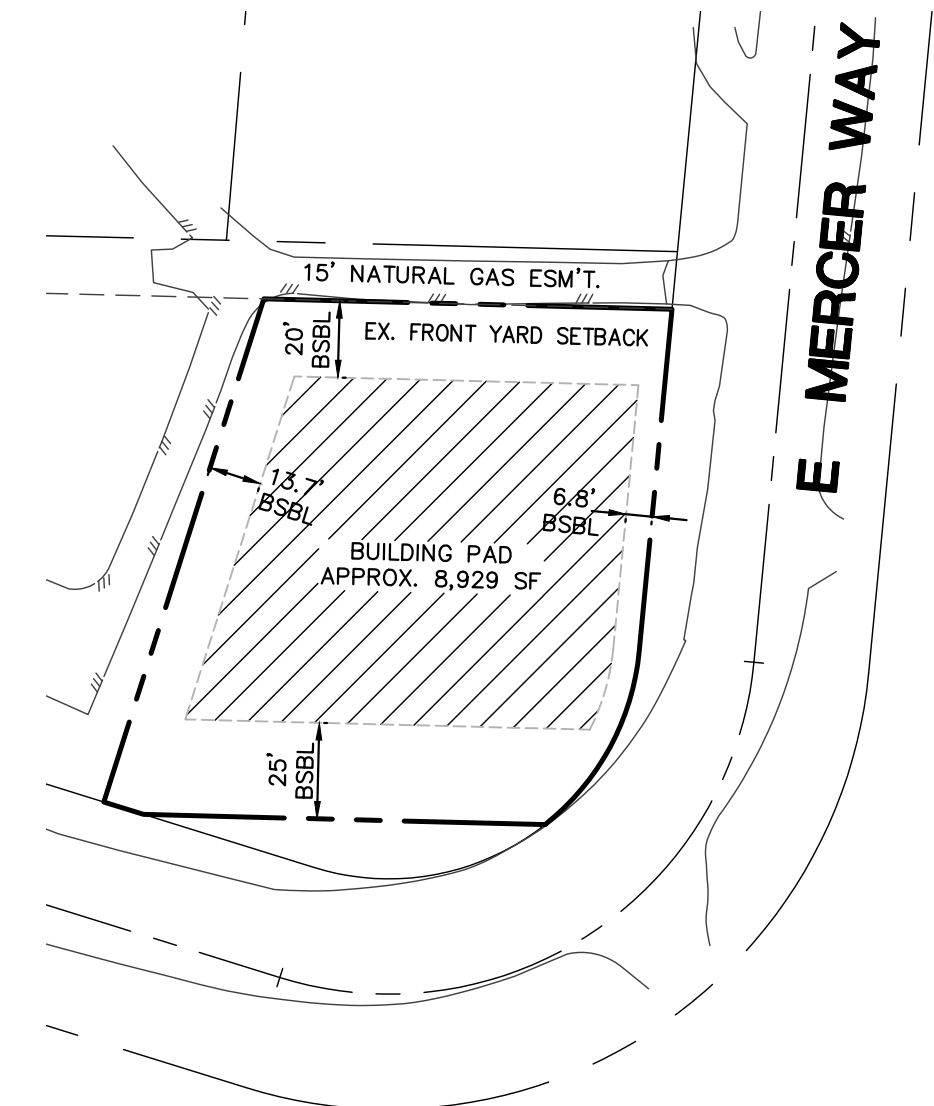 E MERCER WAY
15' NATURAL GAS ESM'T.
20'
BSBL
EX. FRONT YARD SETBACK
13.7'
BSBL
6.8'
BSBL
BUILDING PAD
APPROX. 8,929 SF
25'
BSBL